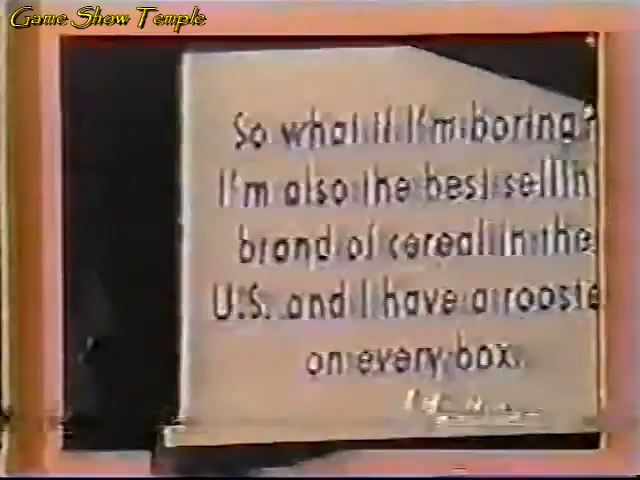 Game Show Temple
So what if I'm boring?
I'm also the best sellin
brand of cereal in the
U.S. and I have a rooste
on every box.